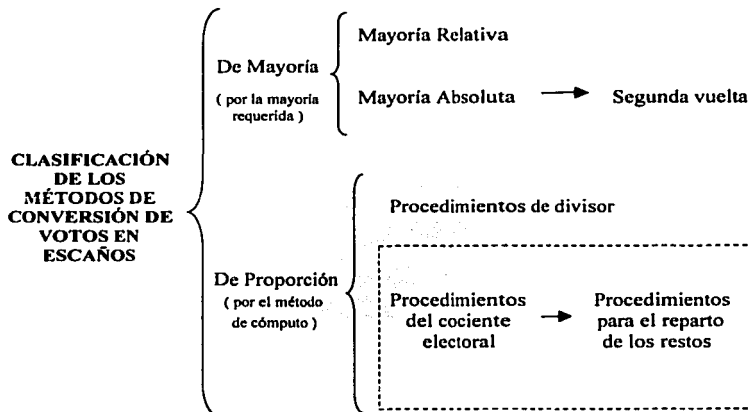 CLASIFICACIÓN
DE LOS
MÉTODOS DE
CONVERSIÓN DE
VOTOS EN
ESCAÑOS
De Mayoría
( por la mayoría
requerida )
Mayoría Relativa
Mayoría Absoluta
Segunda vuelta
De Proporción
( por el método
de cómputo )
Procedimientos de divisor
Procedimientos
del cociente
electoral
Procedimientos
para el reparto
de los restos